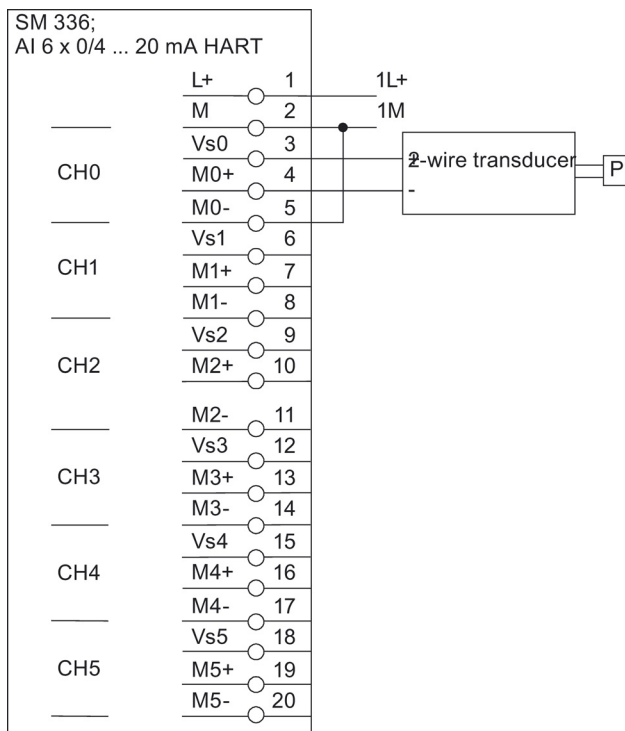 SM 336;
AI 6 x 0/4 ... 20 mA HART
L+ 1 1L+
M 2 1M
Vs0 3
CH0 M0+ 4
M0- 5
+
2-wire transducer
-
P
Vs1 6
CH1 M1+ 7
M1- 8
Vs2 9
CH2 M2+ 10
M2- 11
Vs3 12
CH3 M3+ 13
M3- 14
Vs4 15
CH4 M4+ 16
M4- 17
Vs5 18
CH5 M5+ 19
M5- 20